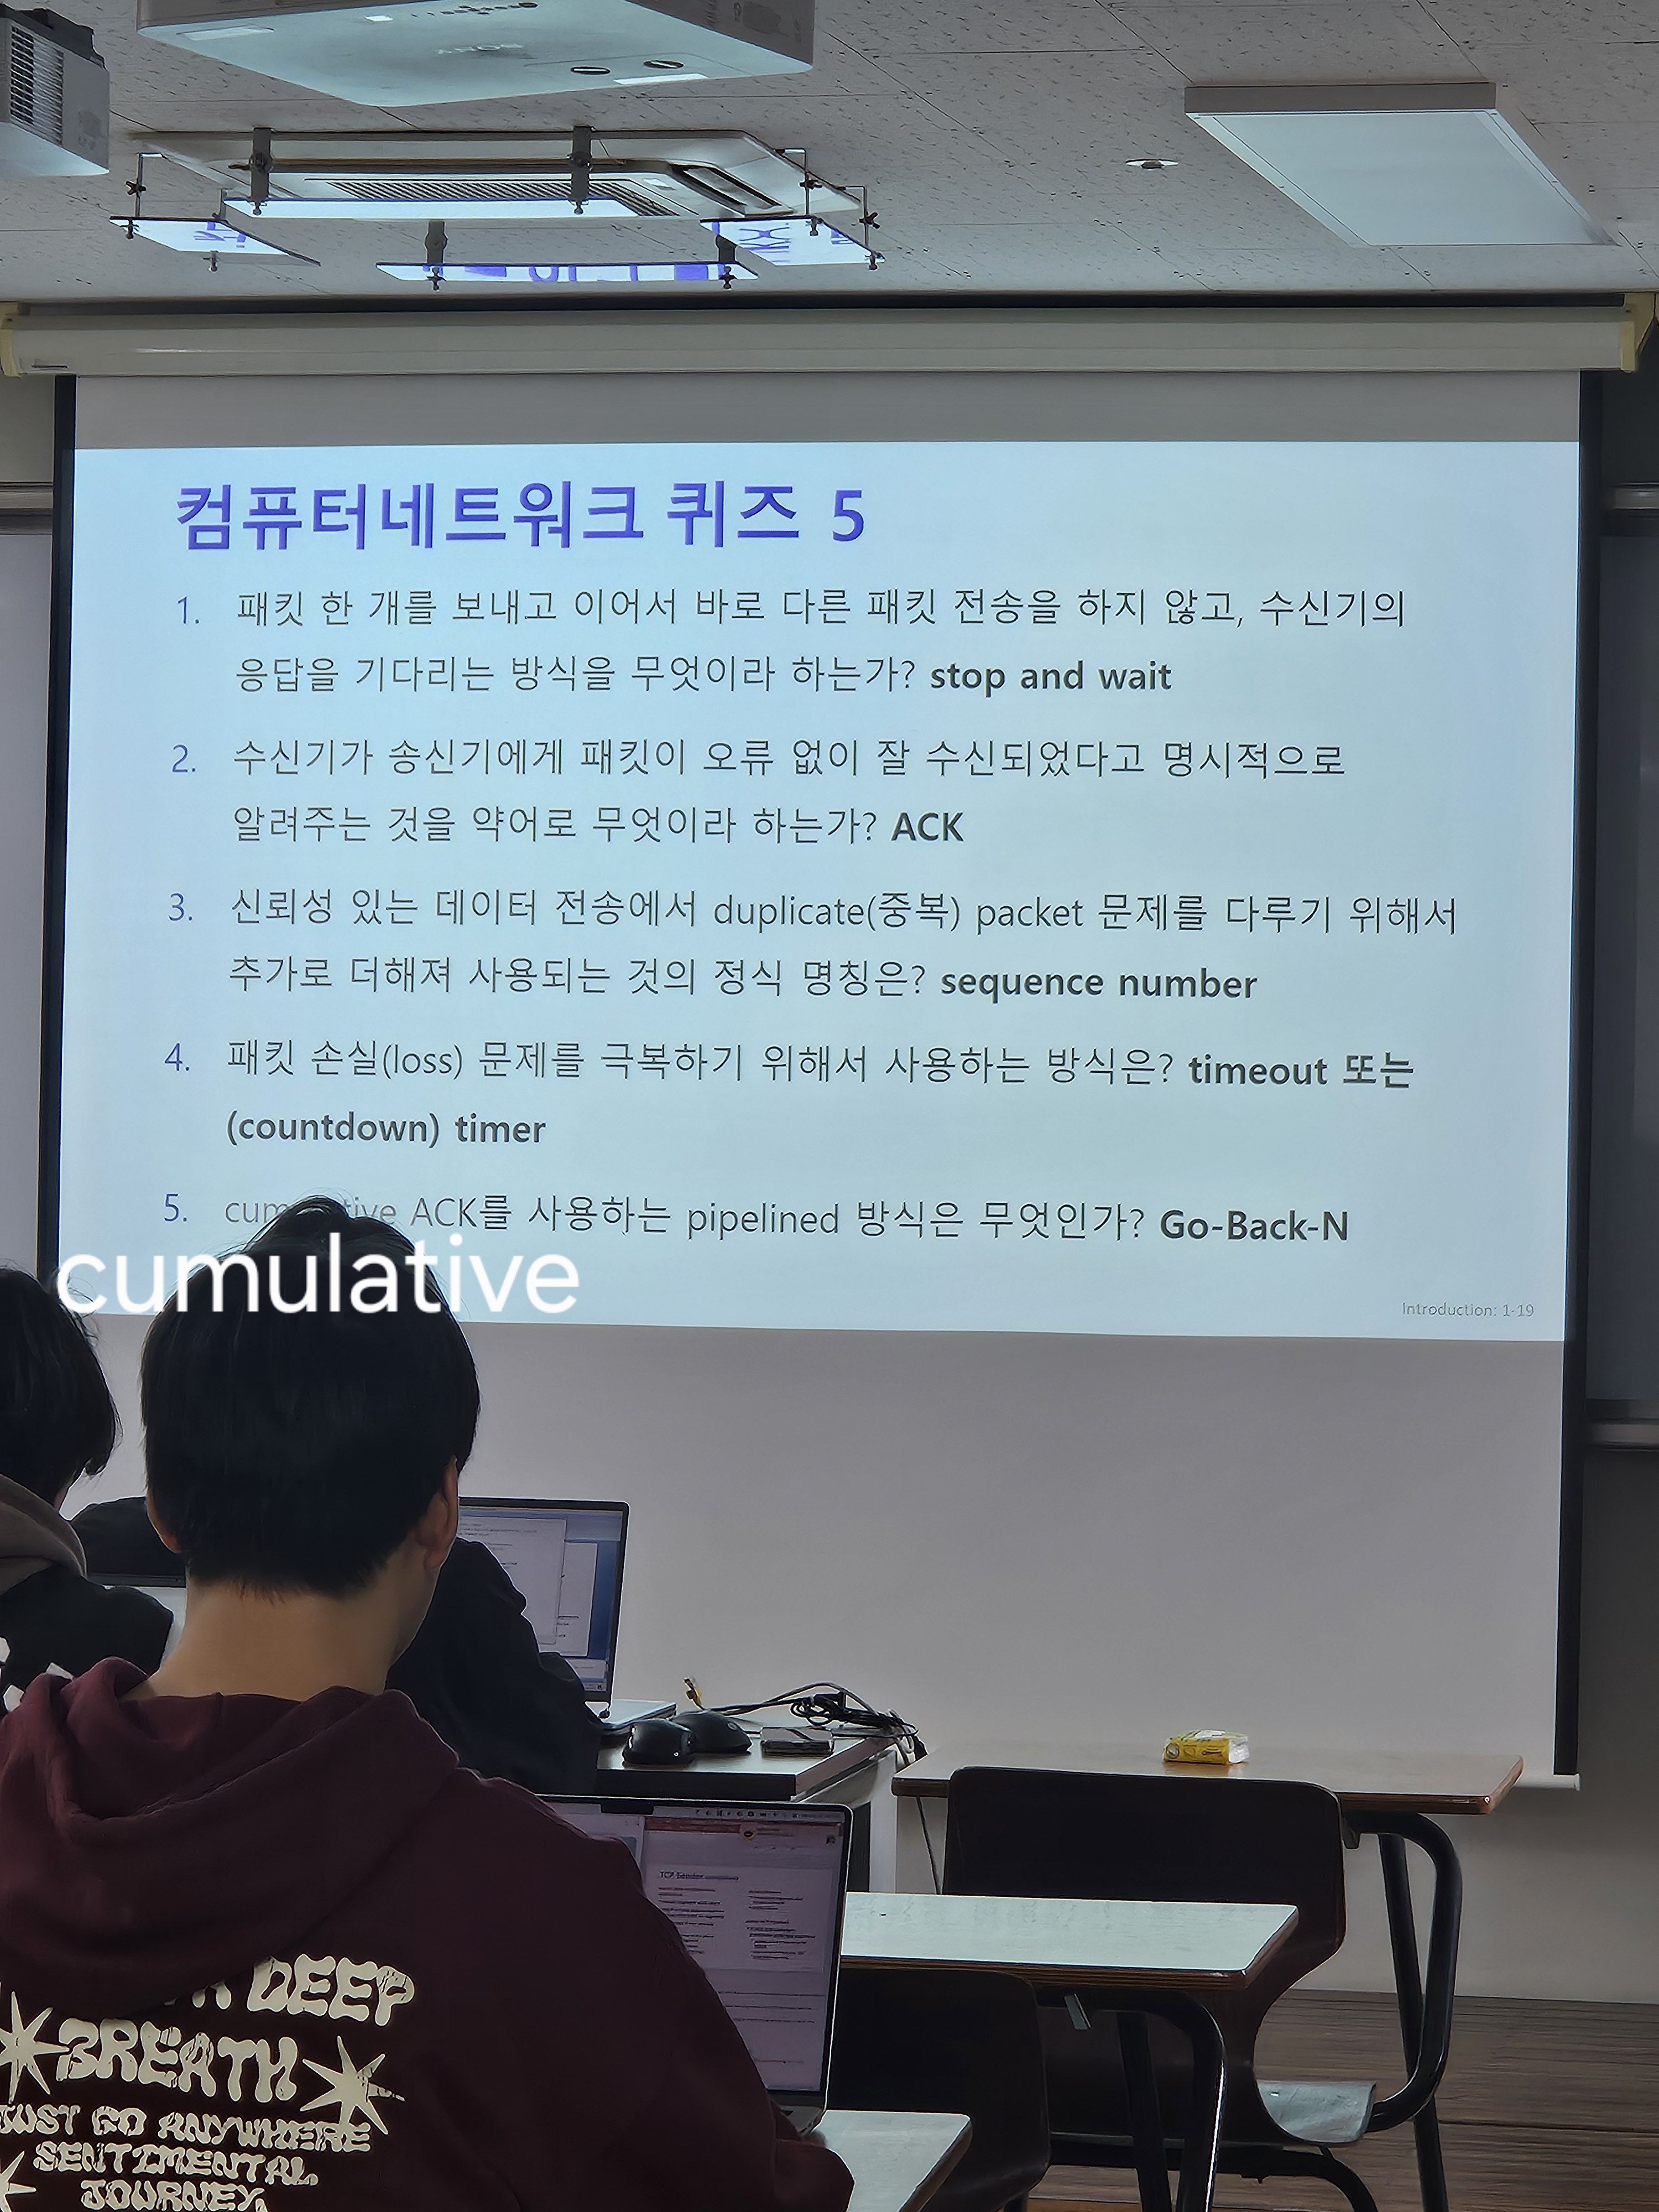 컴퓨터네트워크 퀴즈 5
1. 패킷 한 개를 보내고 이어서 바로 다른 패킷 전송을 하지 않고, 수신기의
응답을 기다리는 방식을 무엇이라 하는가? stop and wait
2. 수신기가 송신기에게 패킷이 오류 없이 잘 수신되었다고 명시적으로
알려주는 것을 약어로 무엇이라 하는가? ACK
3. 신뢰성 있는 데이터 전송에서 duplicate(중복) packet 문제를 다루기 위해서
추가로 더해져 사용되는 것의 정식 명칭은? sequence number
4. 패킷 손실(loss) 문제를 극복하기 위해서 사용하는 방식은? timeout 또는
(countdown) timer
5. ACK를 사용하는 pipelined 방식은 무엇인가? Go-Back-N
cumulative
Introduction: 1-19
TCP Sender
DEEP
BREATH
JUST GO ANYWHERE
SENTIMENTAL
JOURNEY